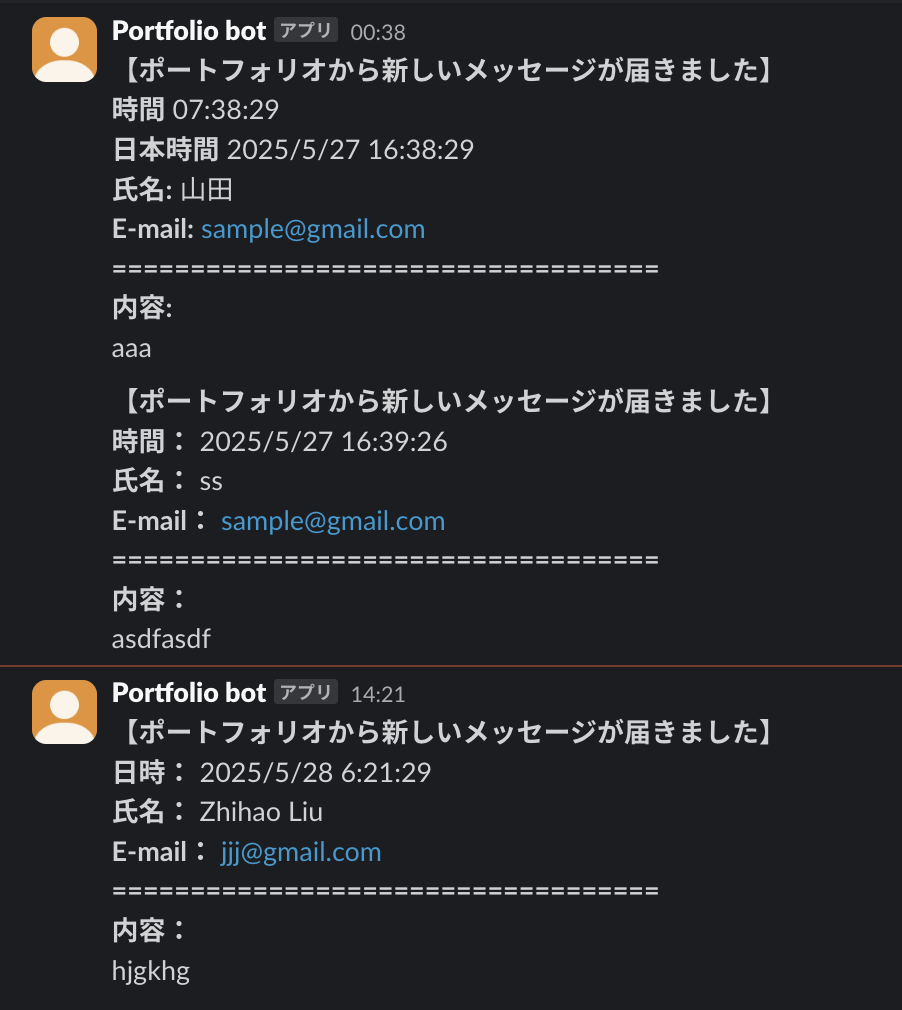 Portfolio bot アプリ 00:38
【ポートフォリオから新しいメッセージが届きました】
時間 07:38:29
日本時間 2025/5/27 16:38:29
氏名: 山田
E-mail: sample@gmail.com
===================================
内容:
aaa
【ポートフォリオから新しいメッセージが届きました】
時間： 2025/5/27 16:39:26
氏名： ss
E-mail： sample@gmail.com
===================================
内容：
asdfasdf
Portfolio bot アプリ 14:21
【ポートフォリオから新しいメッセージが届きました】
日時： 2025/5/28 6:21:29
氏名： Zhihao Liu
E-mail： jjj@gmail.com
===================================
内容：
hjgkhg